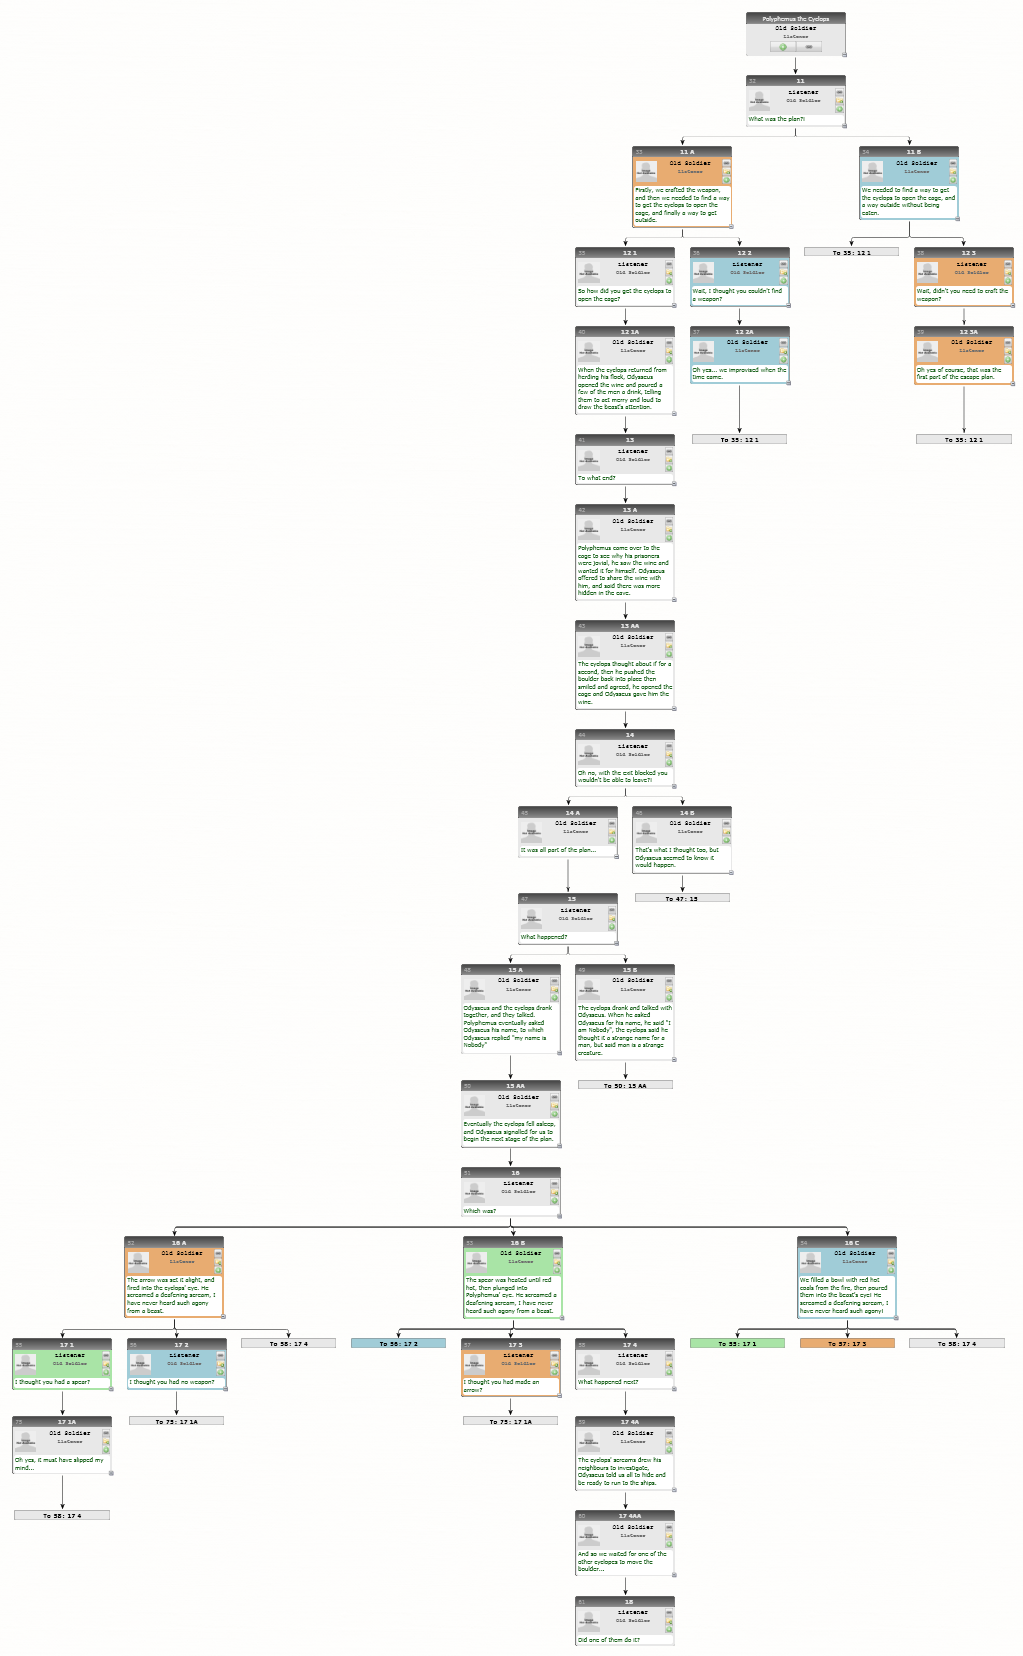 Polyphemus the Cyclops
Old Soldier
Listener
11
Listener
Old Soldier
What was the plan?!
33
11 A
Old Soldier
Listener
Firstly, we crafted the weapon,
and then we needed to find a way
to get the cyclops to open the
cage, and finally a way to get
outside.
34
11 B
Old Soldier
Listener
We needed to find a way to get
the cyclops to open the cage, and
a way outside without being
eaten.
35
12 1
Listener
Old Soldier
So how did you get the cyclops to
open the cage?
36
12 2
Listener
Old Soldier
Wait, I thought you couldn't find
a weapon?
To 35: 12 1
38
12 3
Listener
Old Soldier
Wait, didn't you need to craft the
weapon?
40
12 1A
Old Soldier
Listener
When the cyclops returned from
herding his flock, Odysseus
opened the wine and poured a
few of the men a drink, telling
them to act merry and loud to
draw the beast's attention.
37
12 2A
Old Soldier
Listener
Oh yes... we improvised when the
time came.
39
12 3A
Old Soldier
Listener
Oh yes of course, that was the
first part of the escape plan.
To 35: 12 1
To 35: 12 1
41
13
Listener
Old Soldier
To what end?
42
13 A
Old Soldier
Listener
Polyphemus came over to the
cage to see why his prisoners
were jovial, he saw the wine and
wanted it for himself. Odysseus
offered to share the wine with
him, and said there was more
hidden in the cave.
43
13 AA
Old Soldier
Listener
The cyclops thought about it for a
second, then he pushed the
boulder back into place then
smiled and agreed, he opened the
cage and Odysseus gave him the
wine.
44
14
Listener
Old Soldier
Oh no, with the exit blocked you
wouldn't be able to leave?!
45
14 A
Old Soldier
Listener
It was all part of the plan...
46
14 B
Old Soldier
Listener
That's what I thought too, but
Odysseus seemed to know it
would happen.
47
15
Listener
Old Soldier
What happened?
To 47: 15
48
15 A
Old Soldier
Listener
Odysseus and the cyclops drank
together, and they talked.
Polyphemus eventually asked
Odysseus his name, to which
Odysseus replied "my name is
Nobody"
49
15 B
Old Soldier
Listener
The cyclops drank and talked with
Odysseus. When he asked
Odysseus for his name, he said "I
am Nobody", the cyclops said he
thought it a strange name for a
man, but said man is a strange
creature.
50
15 AA
Old Soldier
Listener
Eventually the cyclops fell asleep,
and Odysseus signalled for us to
begin the next stage of the plan.
To 50: 15 AA
51
16
Listener
Old Soldier
Which was?
52
16 A
Old Soldier
Listener
The arrow was set it alight, and
fired into the cyclops' eye. He
screamed a deafening scream, I
have never heard such agony
from a beast.
53
16 B
Old Soldier
Listener
The spear was heated until red
hot, then plunged into
Polyphemus' eye. He screamed a
deafening scream, I have never
heard such agony from a beast.
54
16 C
Old Soldier
Listener
We filled a bowl with red hot
coals from the fire, then poured
them into the beast's eye! He
screamed a deafening scream, I
have never heard such agony!
55
17 1
Listener
Old Soldier
I thought you had a spear?
56
17 2
Listener
Old Soldier
I thought you had no weapon?
To 58: 17 4
To 56: 17 2
57
17 3
Listener
Old Soldier
I thought you had made an
arrow?
58
17 4
Listener
Old Soldier
What happened next?
To 55: 17 1
To 57: 17 3
To 58: 17 4
75
17 1A
Old Soldier
Listener
Oh yes, it must have slipped my
mind...
To 75: 17 1A
To 75: 17 1A
59
17 4A
Old Soldier
Listener
The cyclops' screams drew his
neighbours to investigate,
Odysseus told us all to hide and
be ready to run to the ships.
To 58: 17 4
60
17 4AA
Old Soldier
Listener
And so we waited for one of the
other cyclopes to move the
boulder...
61
18
Listener
Old Soldier
Did one of them do it?